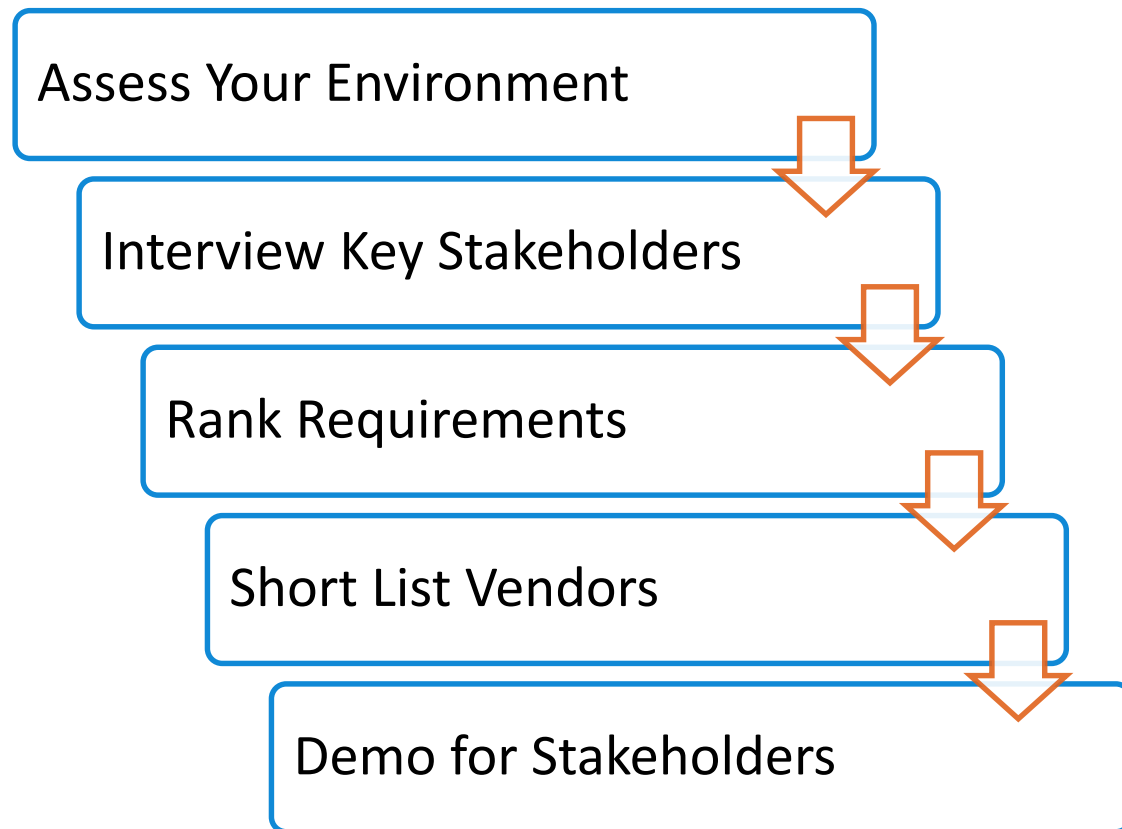 Assess Your Environment
Interview Key Stakeholders
Rank Requirements
Short List Vendors
Demo for Stakeholders